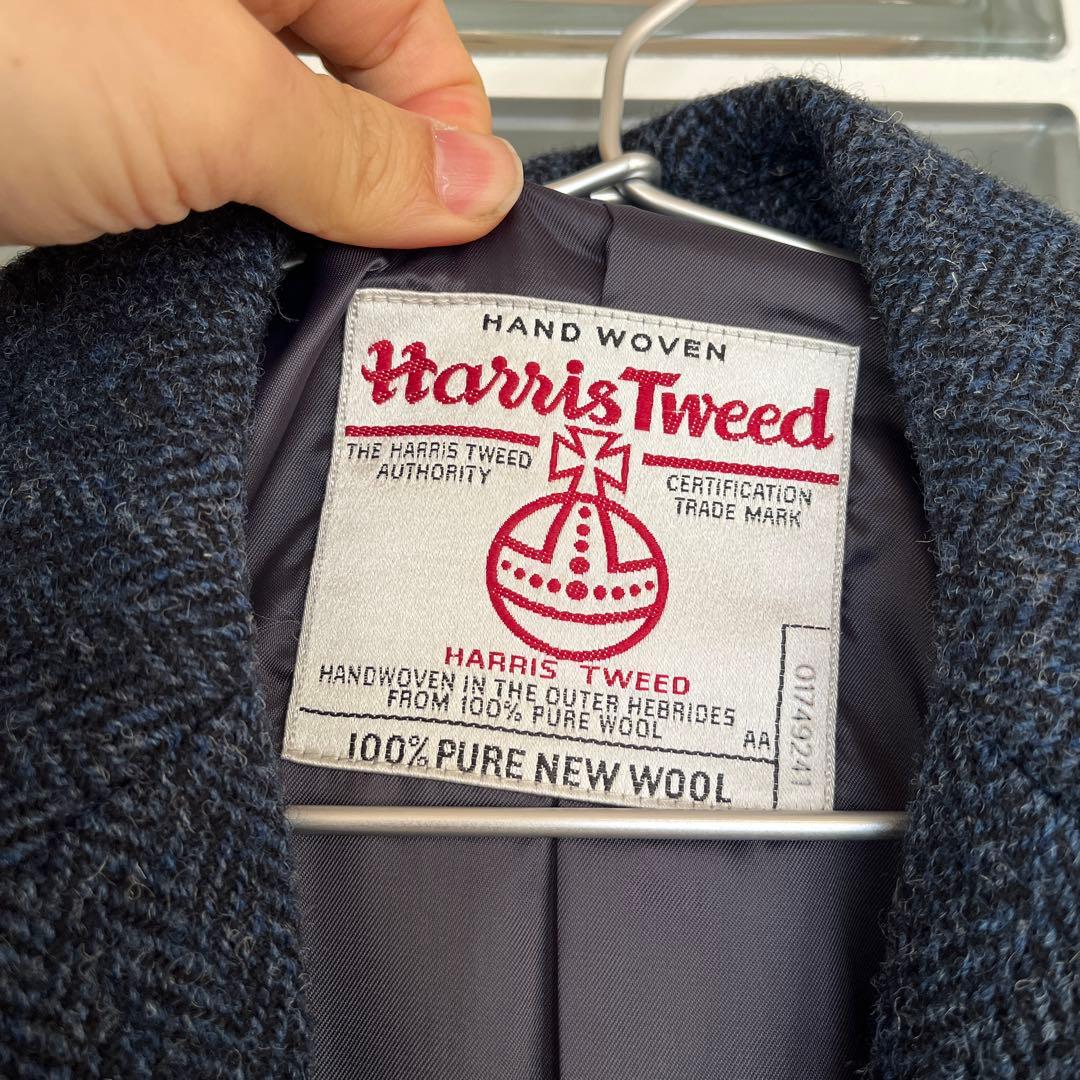 HAND WOVEN
Harris Tweed
THE HARRIS TWEED
AUTHORITY
CERTIFICATION
TRADE MARK
HARRIS TWEED
HANDWOVEN IN THE OUTER HEBRIDES
FROM 100% PURE WOOL
AA
100% PURE NEW WOOL
01749241